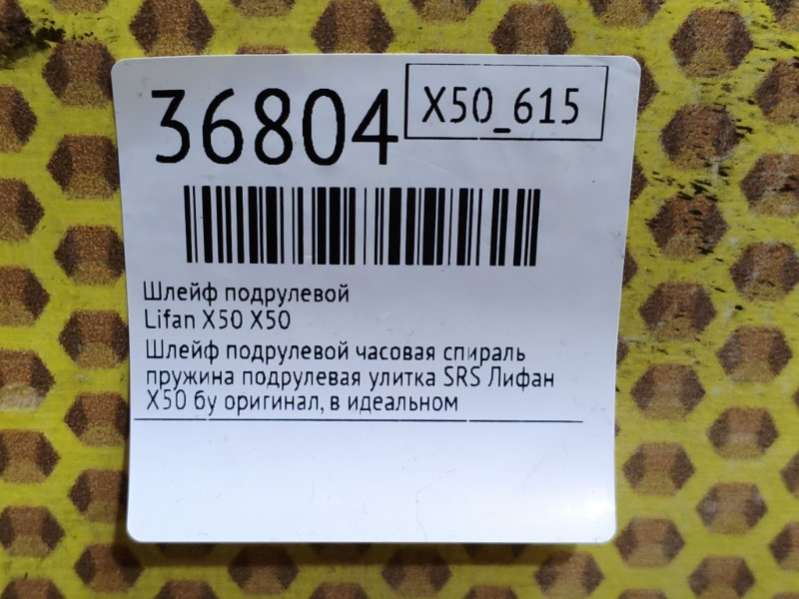 36804
X50_615
Шлейф подрулевой
Lifan X50 X50
Шлейф подрулевой часовая спираль
пружина подрулевая улитка SRS Лифан
Х50 бу оригинал, в идеальном